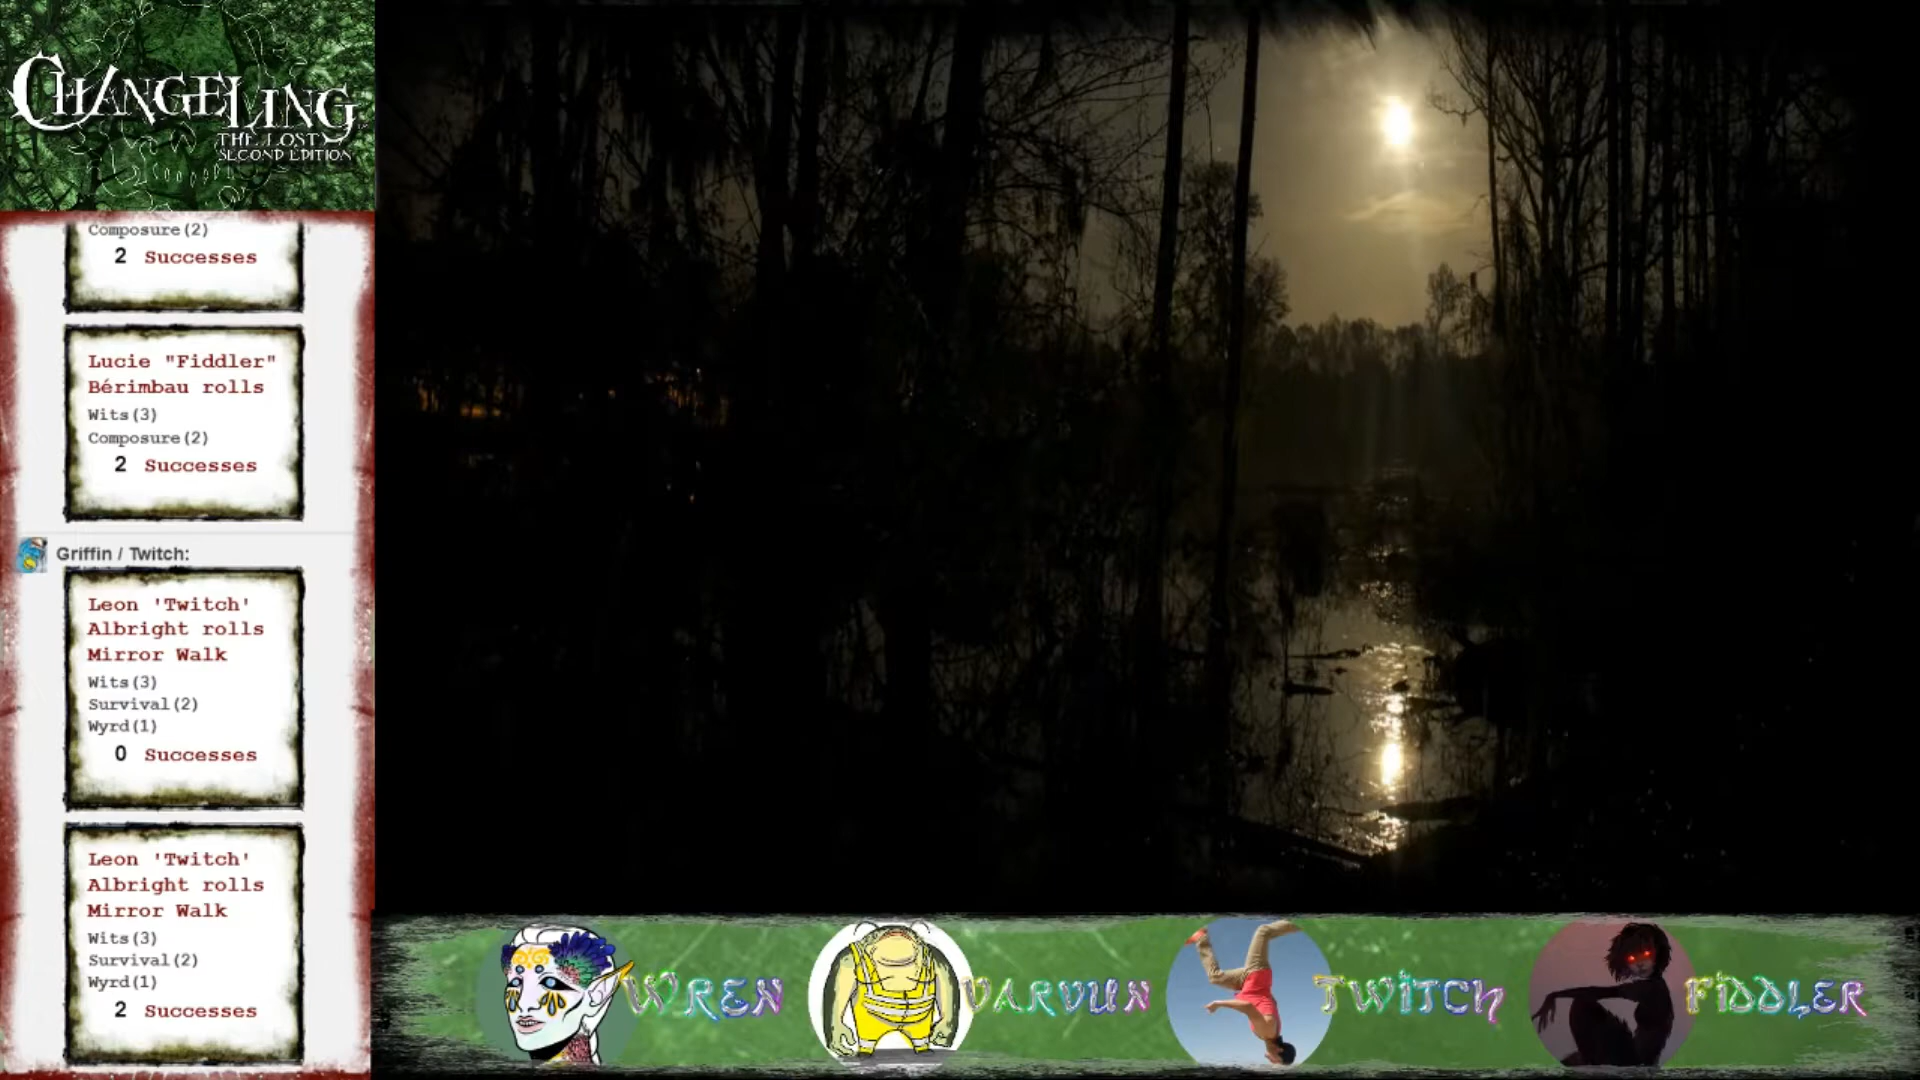 CHANGELING
THE LOST
SECOND EDITION
Composure(2)
2 Successes
Lucie "Fiddler"
Bérimbau rolls
Wits(3)
Composure(2)
2 Successes
Griffin / Twitch:
Leon 'Twitch'
Albright rolls
Mirror Walk
Wits(3)
Survival(2)
Wyrd(1)
0 Successes
Leon 'Twitch'
Albright rolls
Mirror Walk
Wits(3)
Survival(2)
Wyrd(1)
2 Successes
WREN
VARVUN
TWITCH
FIDDLER